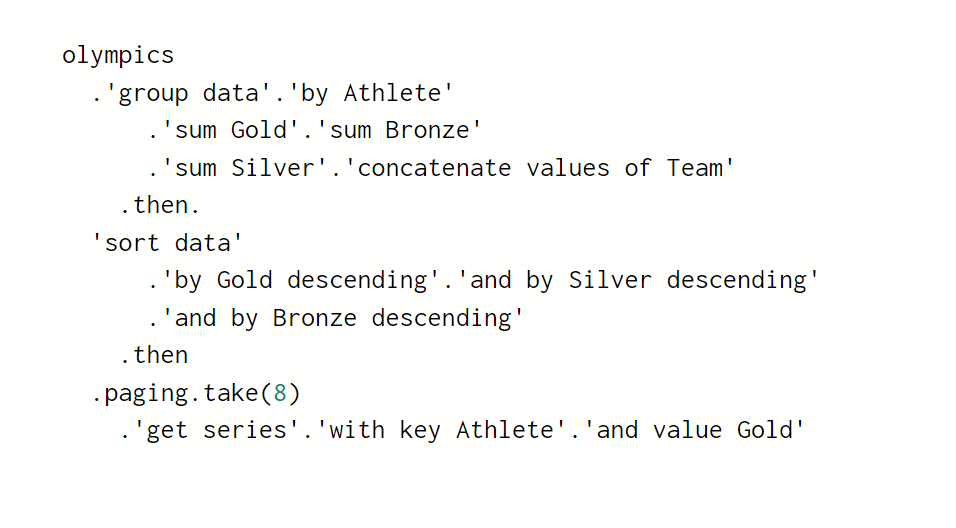 olympics
.'group data'.'by Athlete'
.'sum Gold'.'sum Bronze'
.'sum Silver'.'concatenate values of Team'
.then.
'sort data'
.'by Gold descending'.'and by Silver descending'
.'and by Bronze descending'
.then
.paging.take(8)
.'get series'.'with key Athlete'.'and value Gold'